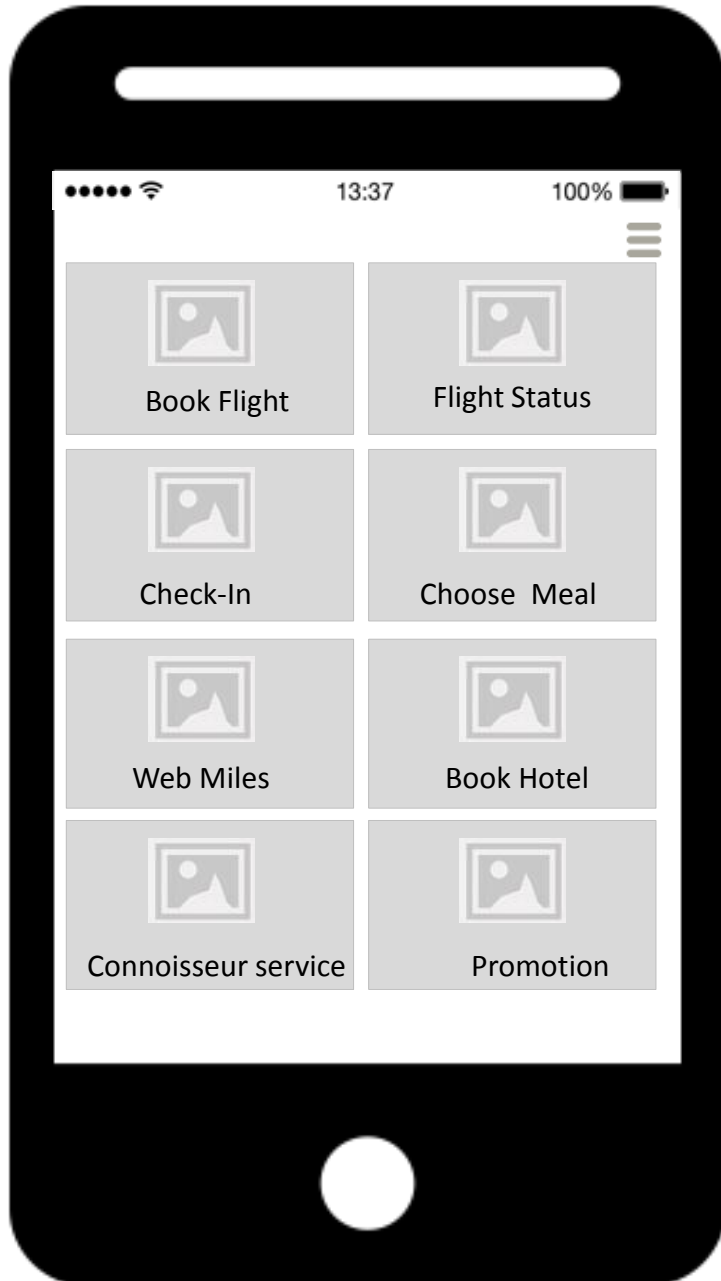 13:37
100%
Book Flight
Flight Status
Check-In
Choose  Meal
Web Miles
Book Hotel
Connoisseur service
Promotion